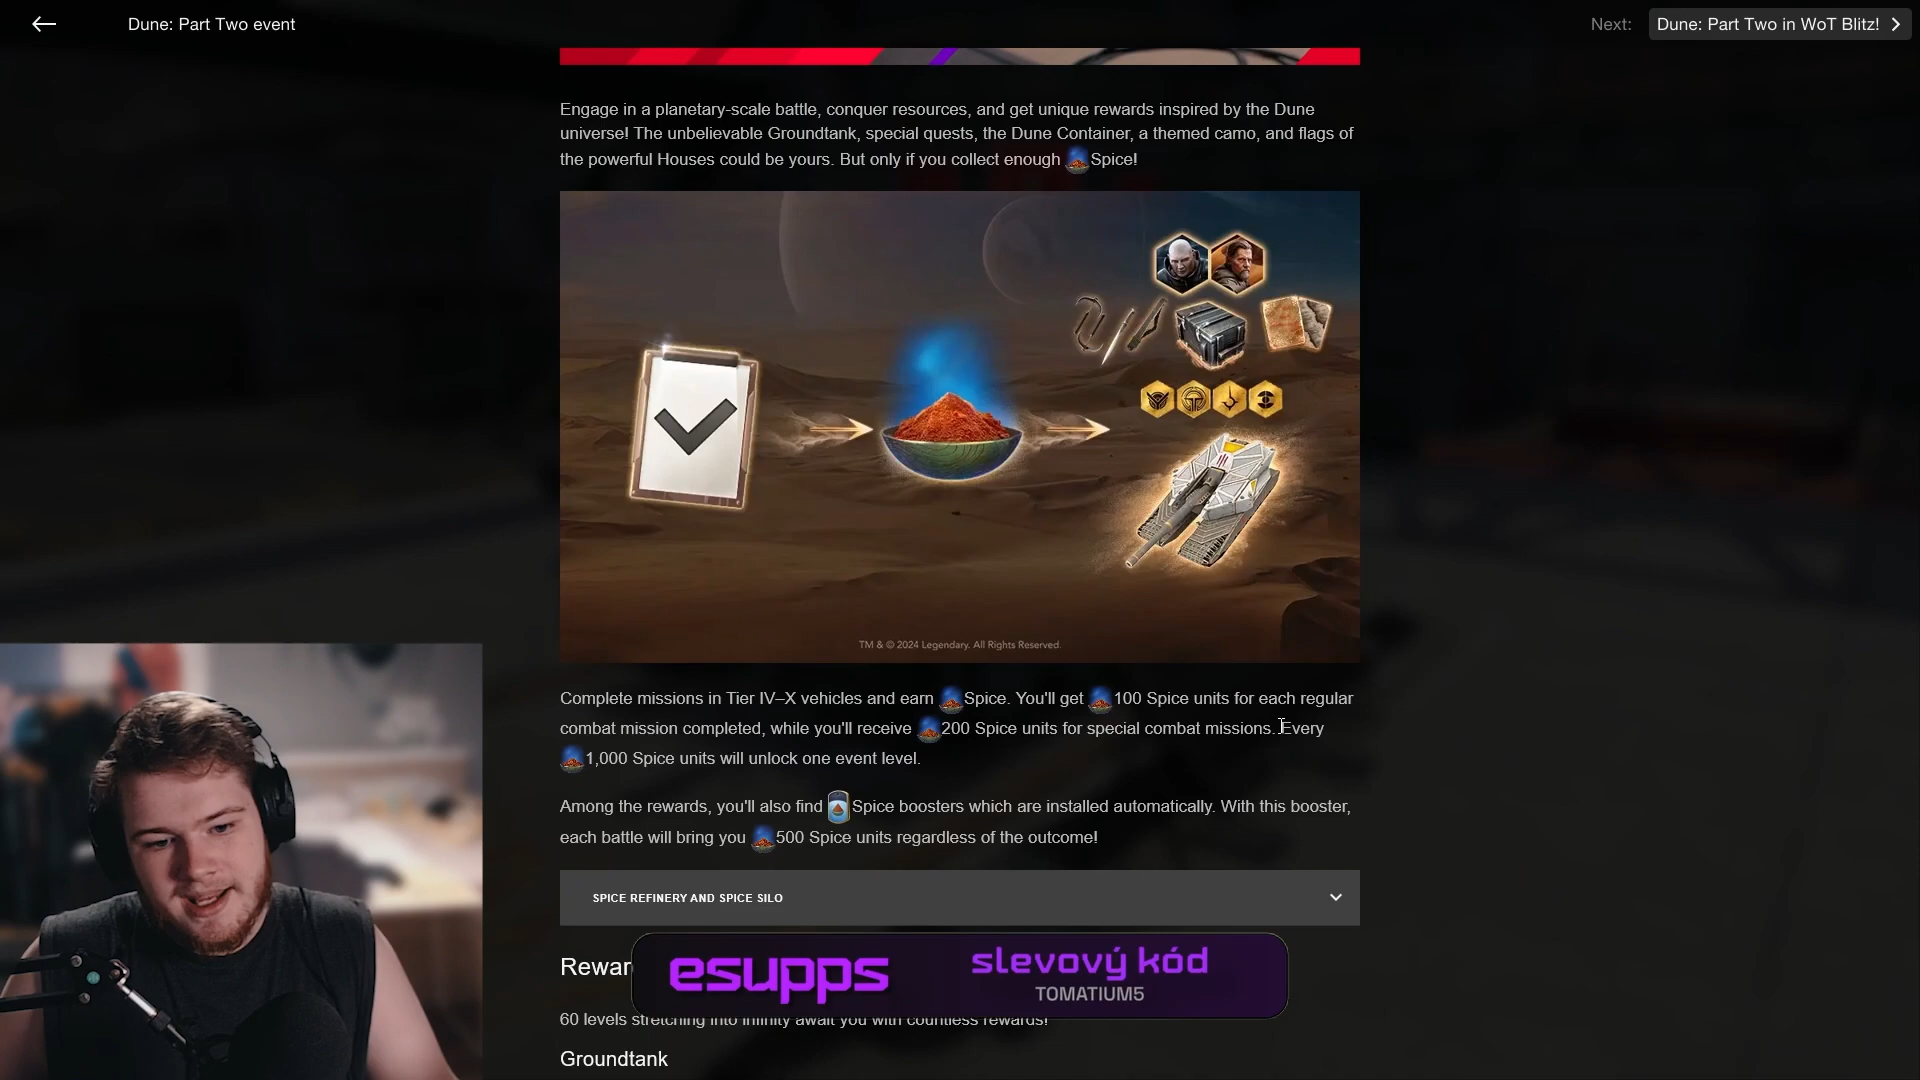 Dune: Part Two event
Next:
Dune: Part Two in WoT Blitz!
Engage in a planetary-scale battle, conquer resources, and get unique rewards inspired by the Dune
universe! The unbelievable Groundtank, special quests, the Dune Container, a themed camo, and flags of
the powerful Houses could be yours. But only if you collect enough Spice!
TM & © 2024 Legendary. All Rights Reserved.
Complete missions in Tier IV–X vehicles and earn Spice. You'll get 100 Spice units for each regular
combat mission completed, while you'll receive 200 Spice units for special combat missions. Every
1,000 Spice units will unlock one event level.
Among the rewards, you'll also find Spice boosters which are installed automatically. With this booster,
each battle will bring you 500 Spice units regardless of the outcome!
SPICE REFINERY AND SPICE SILO
Rewar
esupps
slevový kód
TOMATIUM5
60 levels stretching into infinity await you with countless rewards!
Groundtank